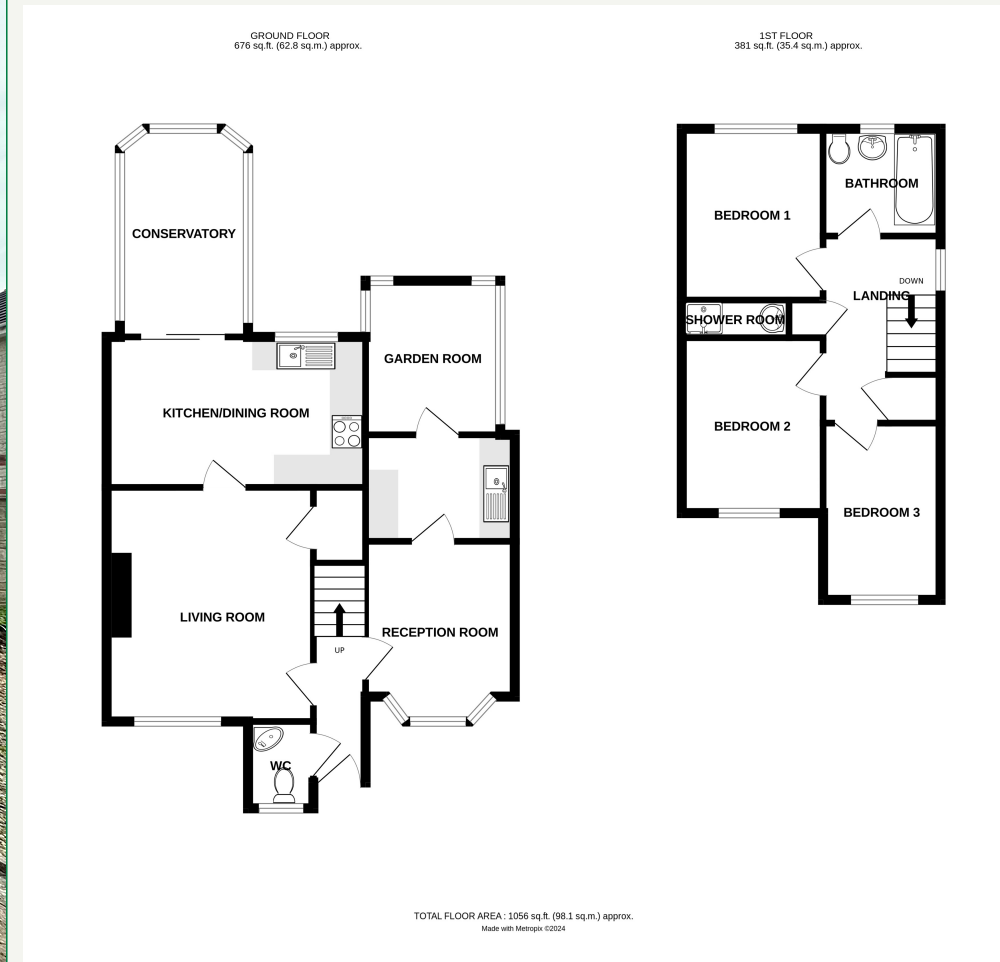 GROUND FLOOR
676 sq.ft. (62.8 sq.m.) approx.
1ST FLOOR
381 sq.ft. (35.4 sq.m.) approx.
CONSERVATORY
GARDEN ROOM
KITCHEN/DINING ROOM
LIVING ROOM
RECEPTION ROOM
UP
WC
BEDROOM 1
BATHROOM
DOWN
LANDING
SHOWER ROOM
BEDROOM 2
BEDROOM 3
TOTAL FLOOR AREA : 1056 sq.ft. (98.1 sq.m.) approx.
Made with Metropix ©2024